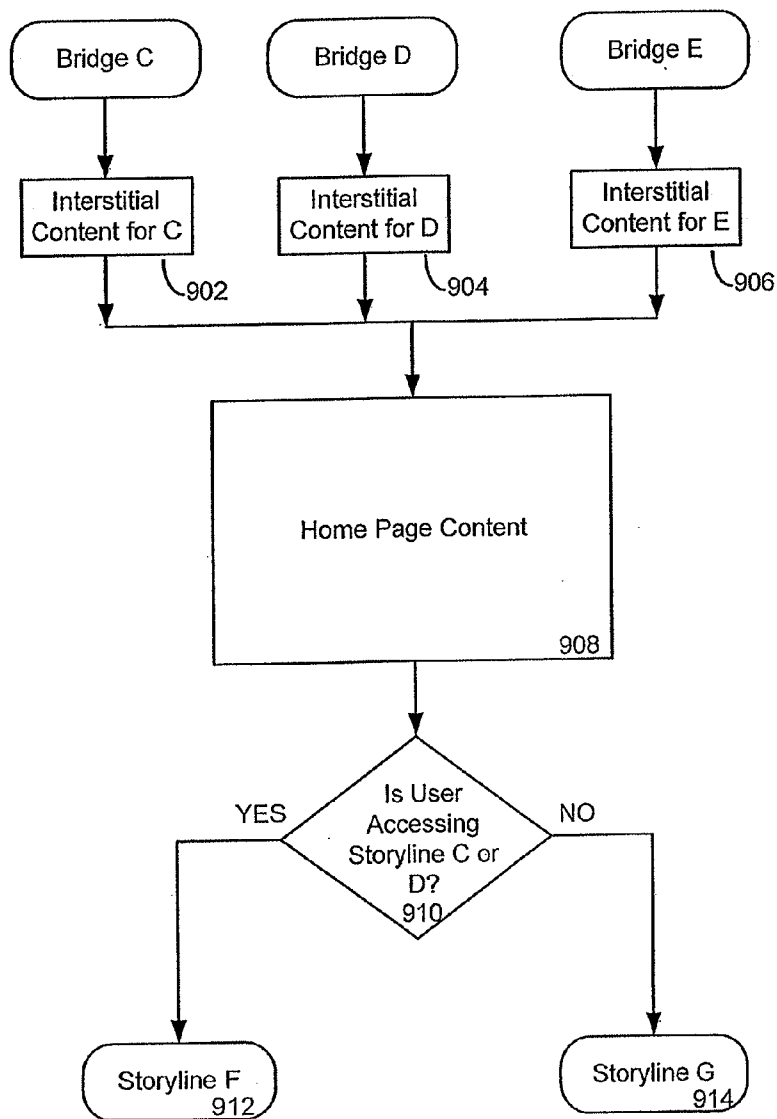 Bridge C
Bridge D
Bridge E
Interstitial
Content for C
Interstitial
Content for D
Interstitial
Content for E
902
904
906
Home Page Content
908
YES
Is User
Accessing
Storyline C or
D?
910
NO
Storyline F
912
Storyline G
914